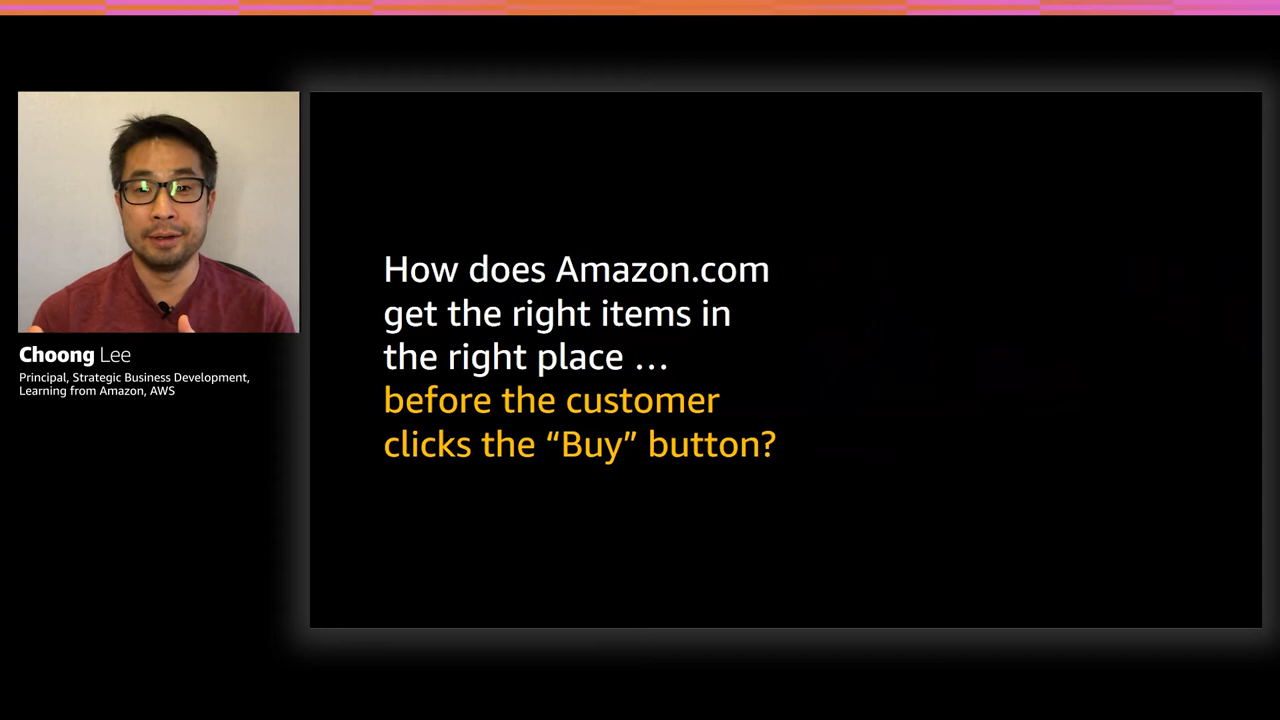 Choong Lee
Principal, Strategic Business Development,
Learning from Amazon, AWS
How does Amazon.com
get the right items in
the right place …
before the customer
clicks the “Buy” button?